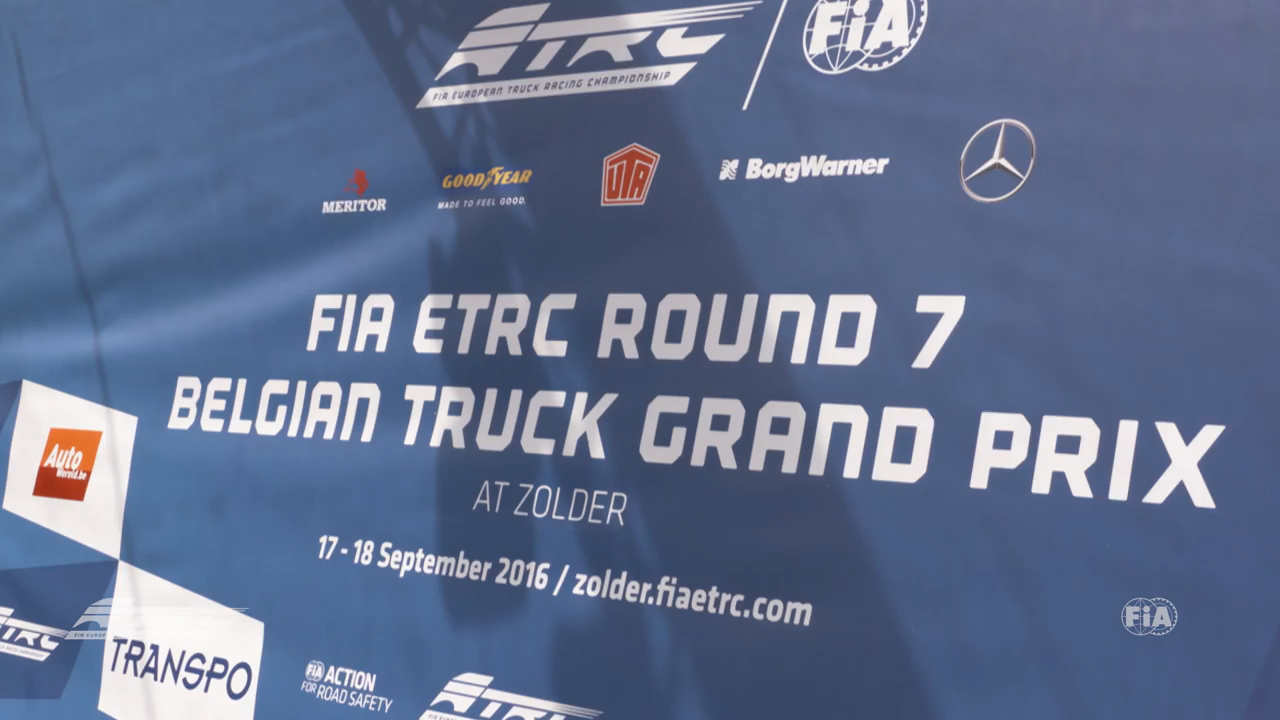 ETRC
FIA
FIA EUROPEAN TRUCK RACING CHAMPIONSHIP
MERITOR
GOODYEAR
MADE TO FEEL GOOD.
UTA
BorgWarner
FIA ETRC ROUND 7
BELGIAN TRUCK GRAND PRIX
AT ZOLDER
17 - 18 September 2016 / zolder.fiaetrc.com
Auto
Wereld.be
TRANSPO
FIA ACTION
FOR ROAD SAFETY
ETRC
FIA